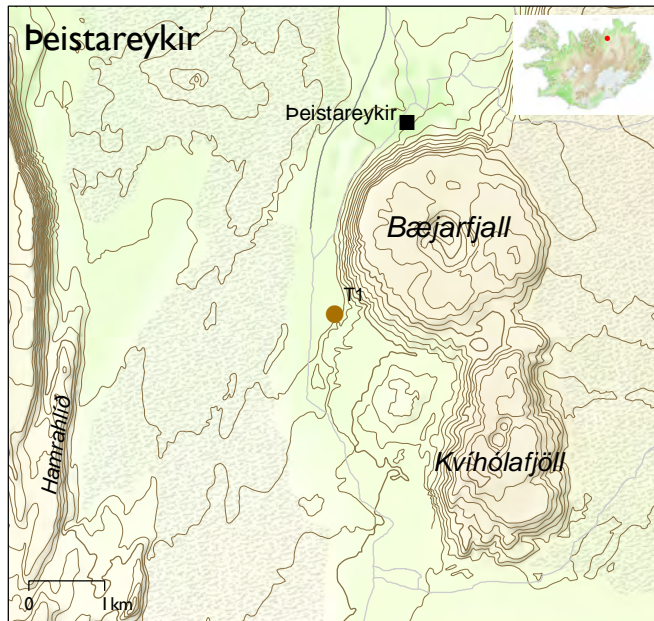 Þeistareykir
Þeistareykir
Bæjarfjall
T1
Hamrahlíð
Kvíhólafjöll
0 1 km